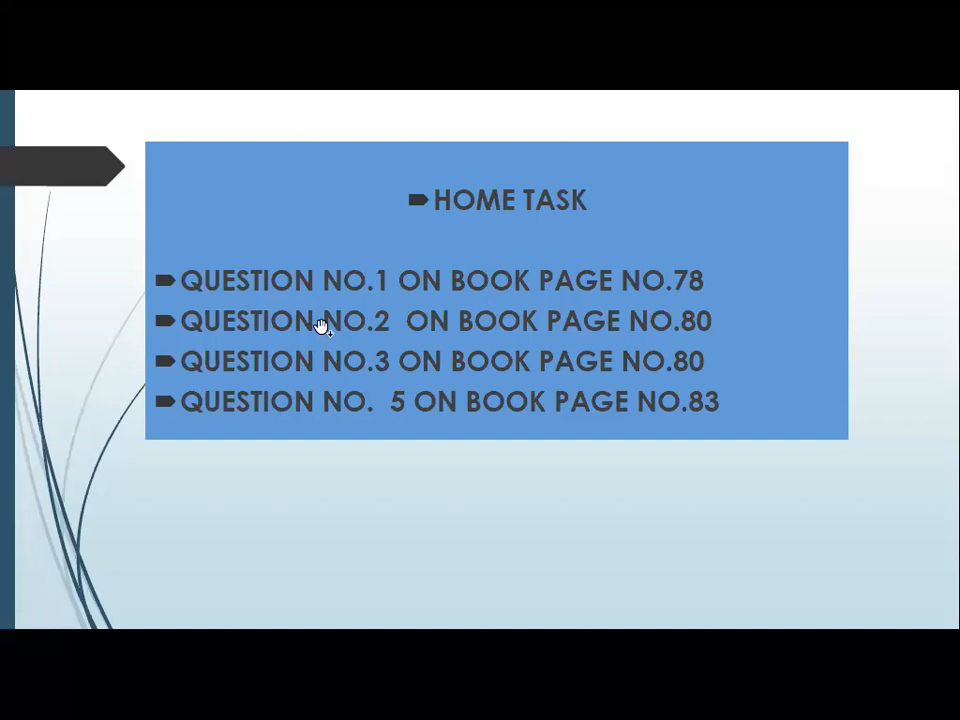 HOME TASK
QUESTION NO.1 ON BOOK PAGE NO.78
QUESTION NO.2 ON BOOK PAGE NO.80
QUESTION NO.3 ON BOOK PAGE NO.80
QUESTION NO. 5 ON BOOK PAGE NO.83